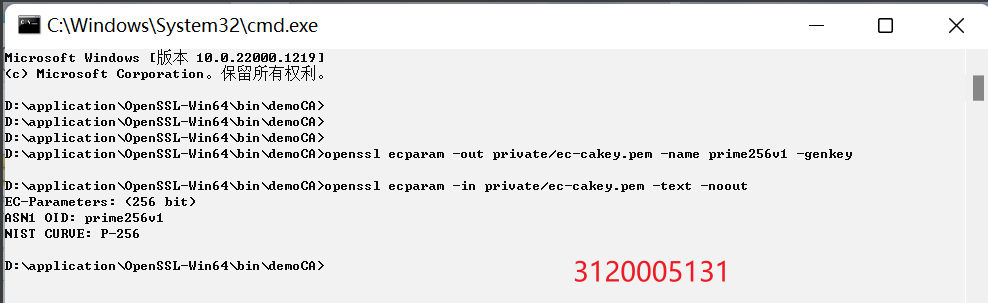 C:\Windows\System32\cmd.exe
Microsoft Windows [版本 10.0.22000.1219]
(c) Microsoft Corporation。保留所有权利。
D:\application\OpenSSL-Win64\bin\demoCA>
D:\application\OpenSSL-Win64\bin\demoCA>
D:\application\OpenSSL-Win64\bin\demoCA>
D:\application\OpenSSL-Win64\bin\demoCA>openssl ecparam -out private/ec-cakey.pem -name prime256v1 -genkey
D:\application\OpenSSL-Win64\bin\demoCA>openssl ecparam -in private/ec-cakey.pem -text -noout
EC-Parameters: (256 bit)
ASN1 OID: prime256v1
NIST CURVE: P-256
D:\application\OpenSSL-Win64\bin\demoCA>
3120005131